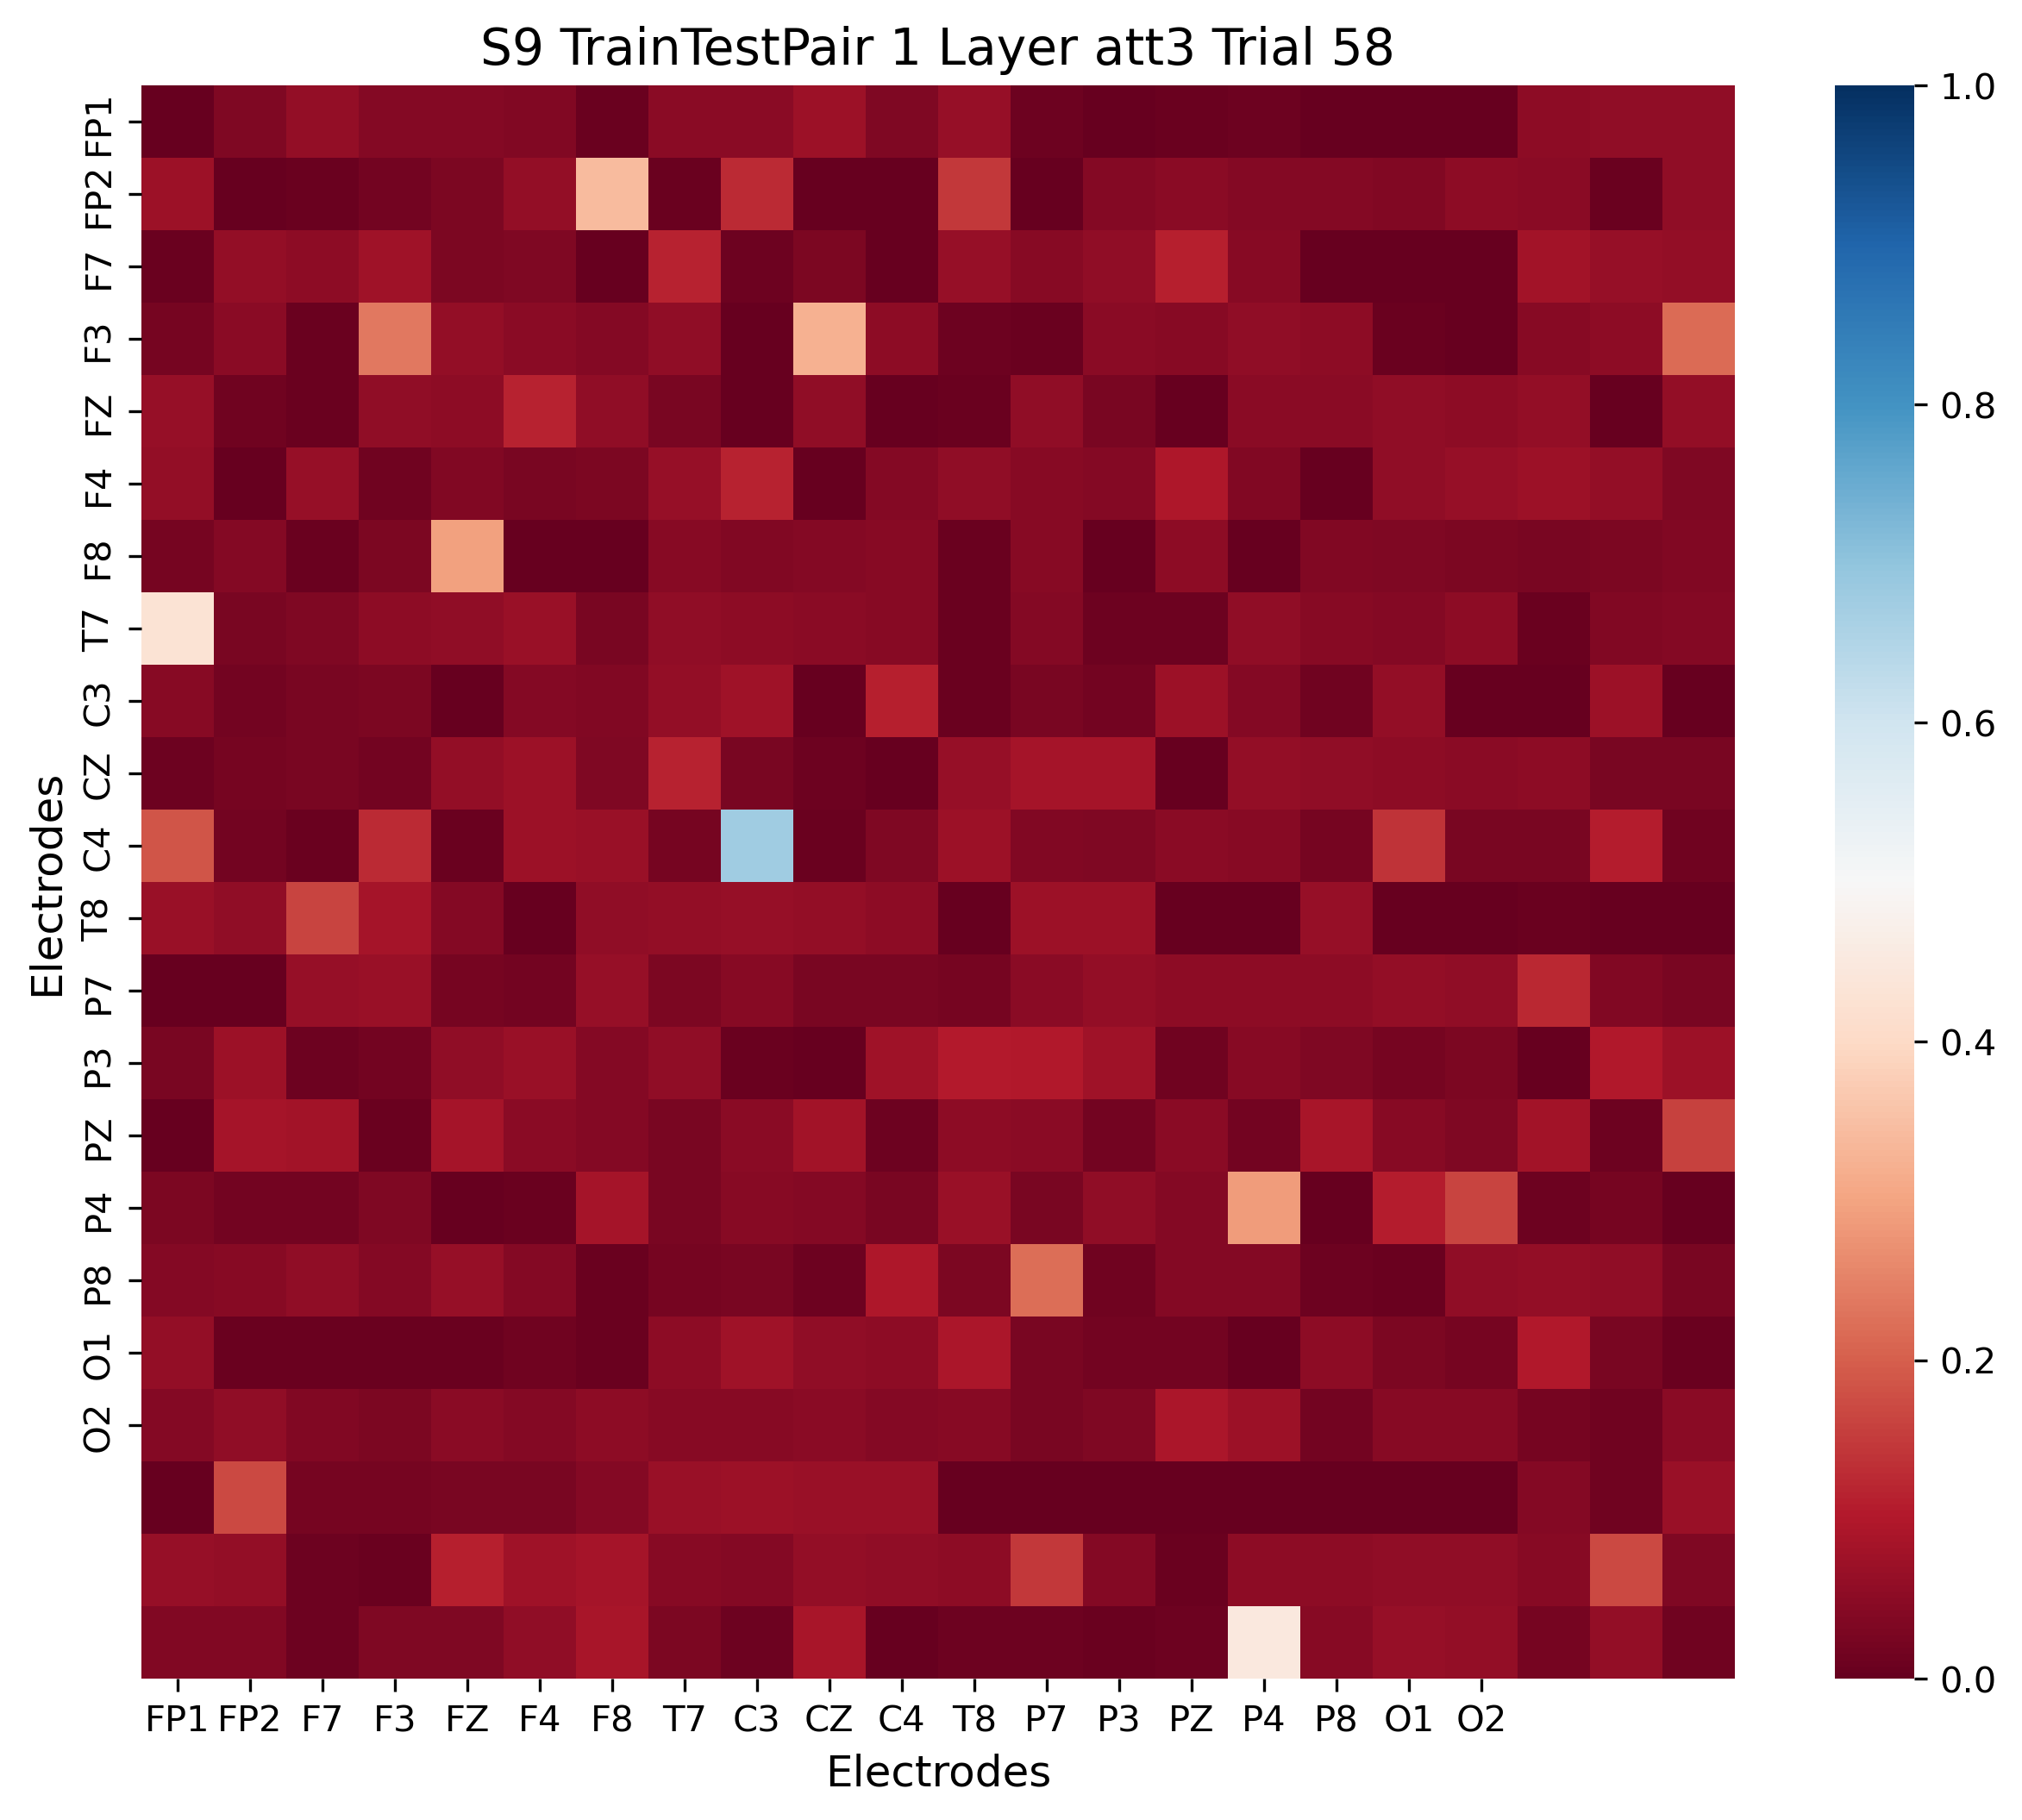 S9 TrainTestPair 1 Layer att3 Trial 58
Electrodes
FP1
FP2
F7
F3
FZ
F4
F8
T7
C3
CZ
C4
T8
P7
P3
PZ
P4
P8
O1
O2
FP1 FP2 F7 F3 FZ F4 F8 T7 C3 CZ C4 T8 P7 P3 PZ P4 P8 O1 O2
Electrodes
1.0
0.8
0.6
0.4
0.2
0.0